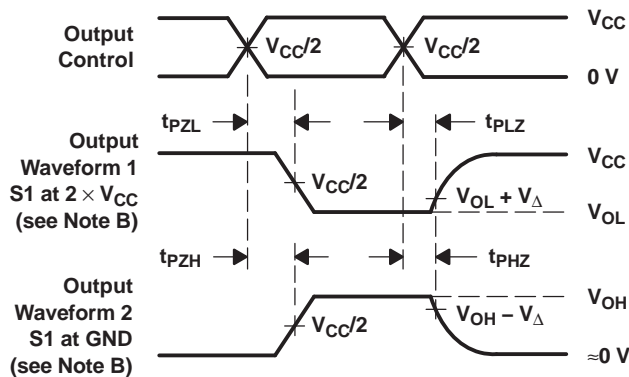 Output
Control
V_CC/2
V_CC/2
V_CC
0 V
t_PZL
t_PLZ
Output
Waveform 1
S1 at 2 × V_CC
(see Note B)
V_CC/2
V_CC
V_OL + V_Δ
V_OL
t_PZH
t_PHZ
Output
Waveform 2
S1 at GND
(see Note B)
V_CC/2
V_OH
V_OH – V_Δ
≈0 V